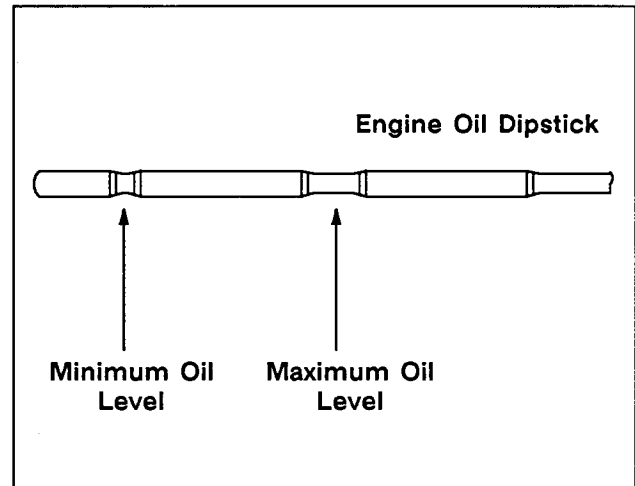 Engine Oil Dipstick
Minimum Oil
Level
Maximum Oil
Level